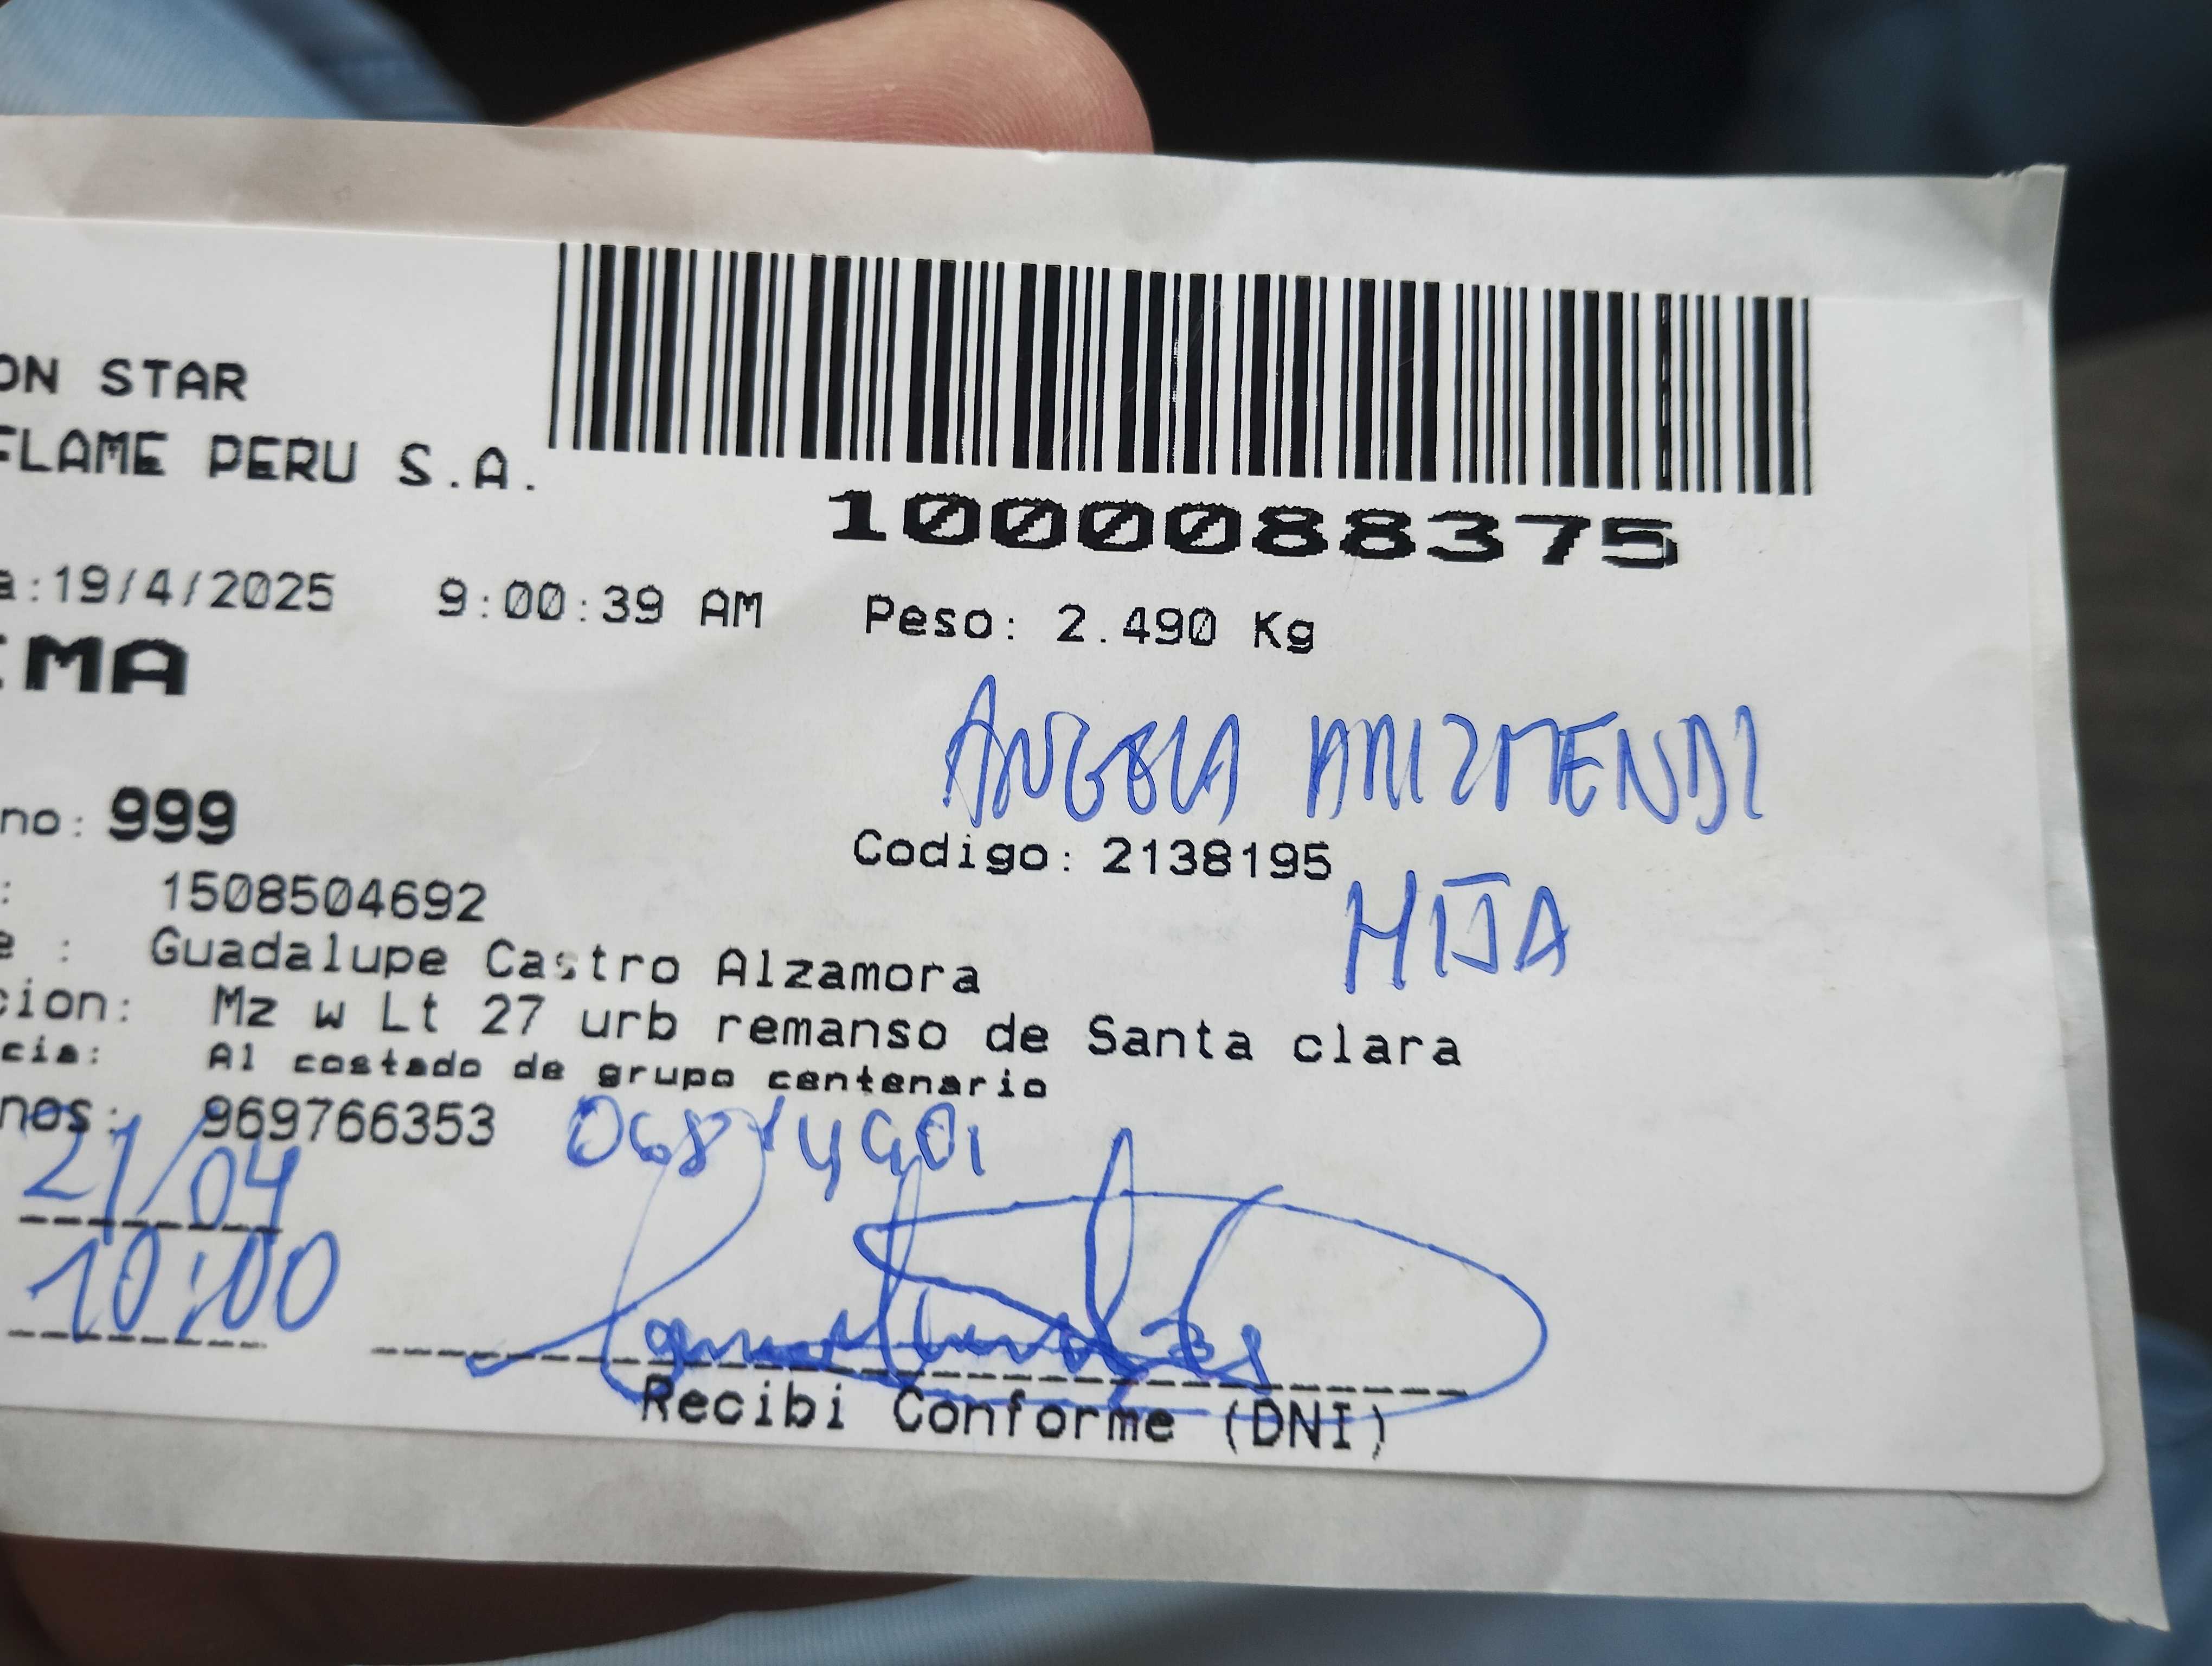 ON STAR
FLAME PERU S.A.
1000088375
a:19/4/2025 9:00:39 AM Peso: 2.490 Kg
IMA
ANGELA ARIZMENDI
no: 999
Codigo: 2138195
: 1508504692
HIJA
e : Guadalupe Castro Alzamora
cion: Mz w Lt 27 urb remanso de Santa clara
cia: Al costado de grupo centenario
nos: 969766353
21/04
10:00
Recibi Conforme (DNI)